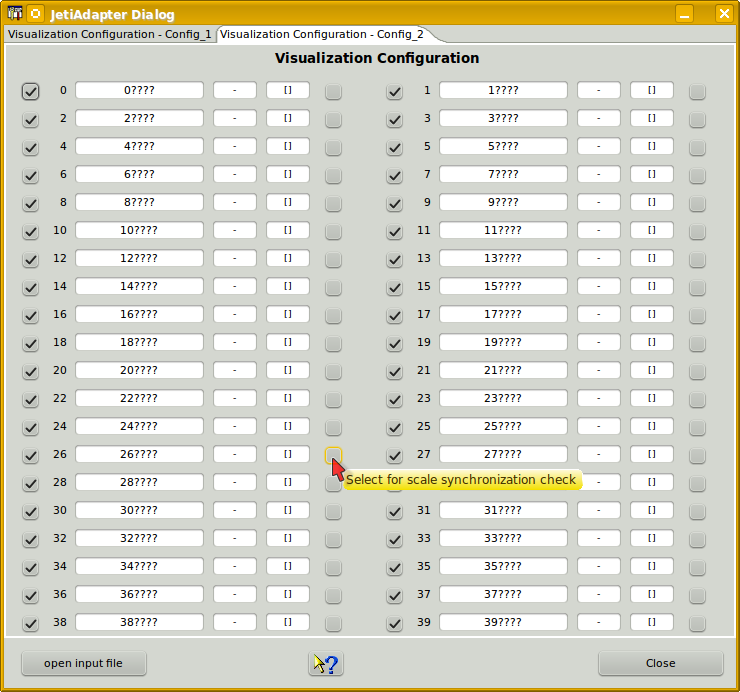 JetiAdapter Dialog
Visualization Configuration - Config_1 Visualization Configuration - Config_2
Visualization Configuration
0 0???? - [] 1 1???? - []
2 2???? - [] 3 3???? - []
4 4???? - [] 5 5???? - []
6 6???? - [] 7 7???? - []
8 8???? - [] 9 9???? - []
10 10???? - [] 11 11???? - []
12 12???? - [] 13 13???? - []
14 14???? - [] 15 15???? - []
16 16???? - [] 17 17???? - []
18 18???? - [] 19 19???? - []
20 20???? - [] 21 21???? - []
22 22???? - [] 23 23???? - []
24 24???? - [] 25 25???? - []
26 26???? - [] 27 27???? - []
Select for scale synchronization check
28 28???? - [] - []
30 30???? - [] 31 31???? - []
32 32???? - [] 33 33???? - []
34 34???? - [] 35 35???? - []
36 36???? - [] 37 37???? - []
38 38???? - [] 39 39???? - []
open input file ? Close